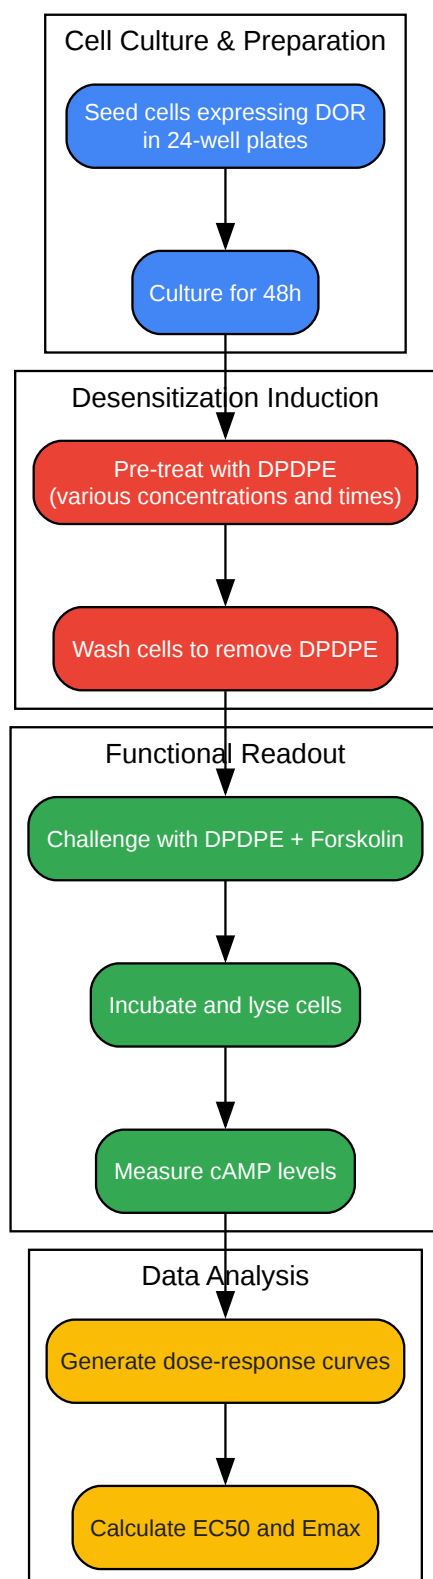 Cell Culture & Preparation
Seed cells expressing DOR
in 24-well plates
Culture for 48h
Desensitization Induction
Pre-treat with DPDPE
(various concentrations and times)
Wash cells to remove DPDPE
Functional Readout
Challenge with DPDPE + Forskolin
Incubate and lyse cells
Measure cAMP levels
Data Analysis
Generate dose-response curves
Calculate EC50 and Emax